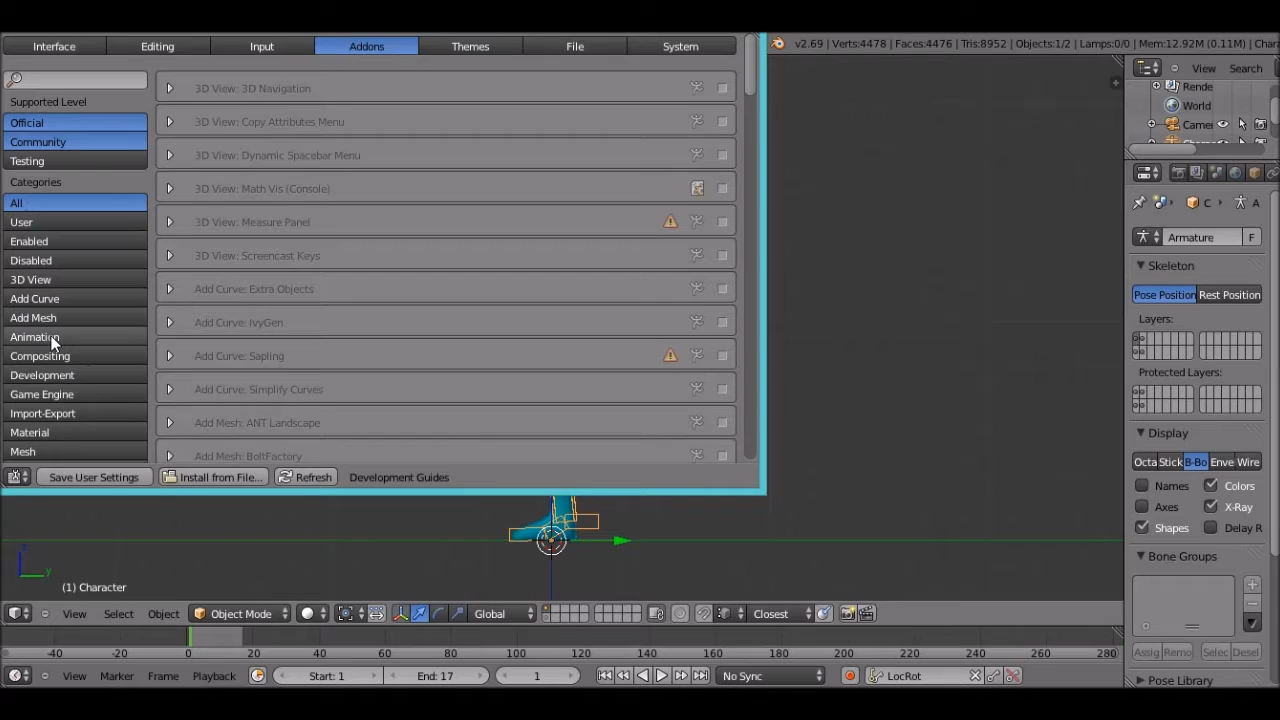 Interface Editing Input Addons Themes File System
v2.69 | Verts:4478 | Faces:4476 | Tris:8952 | Objects:1/2 | Lamps:0/0 | Mem:12.92M (0.11M) | Char
View Search
Supported Level
Official
Community
Testing
Categories
All
User
Enabled
Disabled
3D View
Add Curve
Add Mesh
Animation
Compositing
Development
Game Engine
Import-Export
Material
Mesh
3D View: 3D Navigation
3D View: Copy Attributes Menu
3D View: Dynamic Spacebar Menu
3D View: Math Vis (Console)
3D View: Measure Panel
3D View: Screencast Keys
Add Curve: Extra Objects
Add Curve: IvyGen
Add Curve: Sapling
Add Curve: Simplify Curves
Add Mesh: ANT Landscape
Add Mesh: BoltFactory
Save User Settings Install from File... Refresh Development Guides
Rende
World
Camer
C A
Armature F
Skeleton
Pose Position Rest Position
Layers:
Protected Layers:
Display
Octa Stick B-Bo Enve Wire
Names Colors
Axes X-Ray
Shapes Delay R
Bone Groups
Assig Remo Selec Desel
Pose Library
z
y
(1) Character
View Select Object Object Mode Global Closest
-40 -20 0 20 40 60 80 100 120 140 160 180 200 220 240 260 280
View Marker Frame Playback Start: 1 End: 17 1 No Sync LocRot